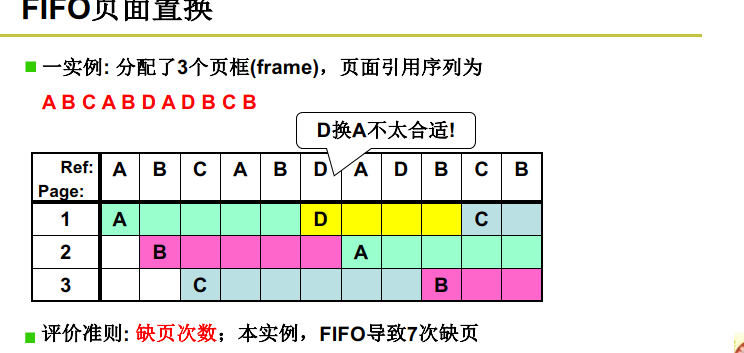 FIFO页面置换
一实例: 分配了3个页框(frame)，页面引用序列为
A B C A B D A D B C B
D换A不太合适!
Ref: A B C A B D A D B C B
Page:
1 A D C
2 B A
3 C B
评价准则: 缺页次数；本实例，FIFO导致7次缺页